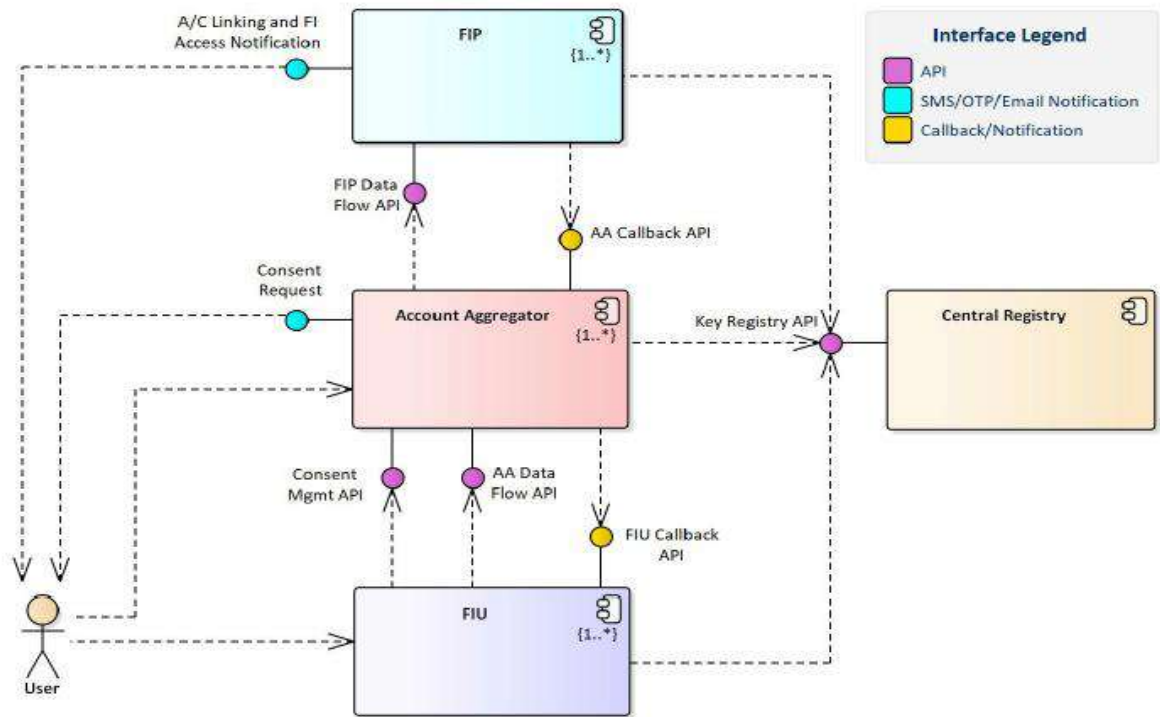 A/C Linking and FI
Access Notification
FIP
{1..*}
Interface Legend
API
SMS/OTP/Email Notification
Callback/Notification
FIP Data
Flow API
AA Callback API
Consent
Request
Account Aggregator
{1..*}
Key Registry API
Central Registry
Consent
Mgmt API
AA Data
Flow API
FIU Callback
API
FIU
{1..*}
User